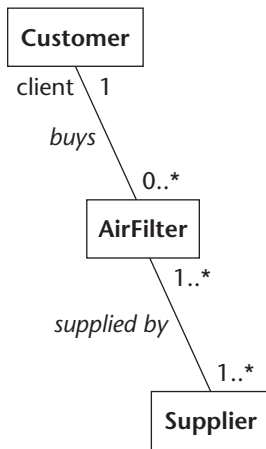 Customer
client 1
buys
0..*
AirFilter
1..*
supplied by
1..*
Supplier